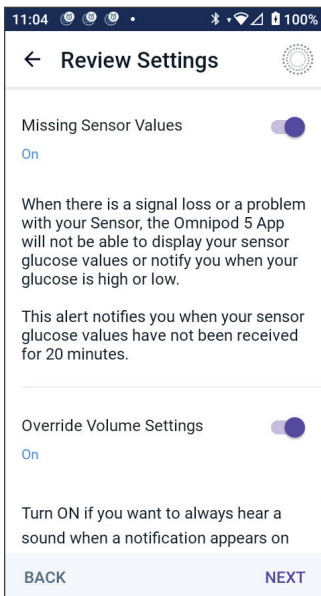 11:04 100%
Review Settings
Missing Sensor Values
On
When there is a signal loss or a problem
with your Sensor, the Omnipod 5 App
will not be able to display your sensor
glucose values or notify you when your
glucose is high or low.
This alert notifies you when your sensor
glucose values have not been received
for 20 minutes.
Override Volume Settings
On
Turn ON if you want to always hear a
sound when a notification appears on
BACK NEXT